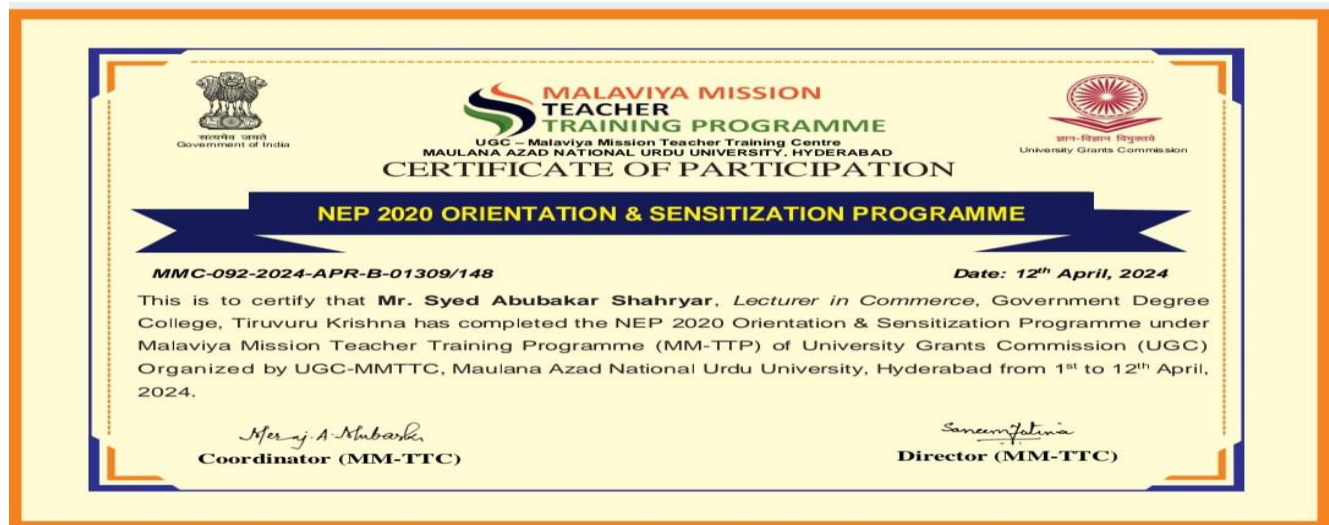 सत्यमेव जयते
Government of India
MALAVIYA MISSION
TEACHER
TRAINING PROGRAMME
UGC – Malaviya Mission Teacher Training Centre
MAULANA AZAD NATIONAL URDU UNIVERSITY, HYDERABAD
ज्ञान-विज्ञान विमुक्तये
University Grants Commission
CERTIFICATE OF PARTICIPATION
NEP 2020 ORIENTATION & SENSITIZATION PROGRAMME
MMC-092-2024-APR-B-01309/148
Date: 12th April, 2024
This is to certify that Mr. Syed Abubakar Shahryar, Lecturer in Commerce, Government Degree
College, Tiruvuru Krishna has completed the NEP 2020 Orientation & Sensitization Programme under
Malaviya Mission Teacher Training Programme (MM-TTP) of University Grants Commission (UGC)
Organized by UGC-MMTTC, Maulana Azad National Urdu University, Hyderabad from 1st to 12th April,
2024.
Coordinator (MM-TTC)
Director (MM-TTC)